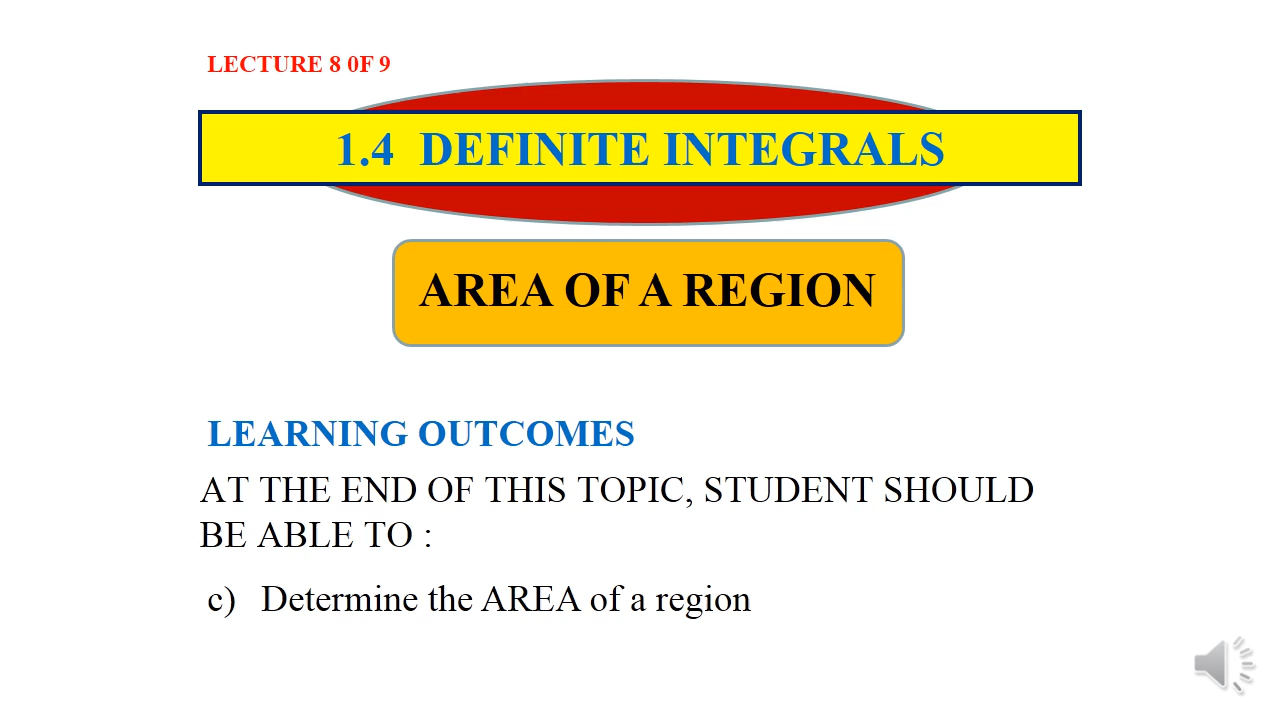 LECTURE 8 0F 9
1.4 DEFINITE INTEGRALS
AREA OF A REGION
LEARNING OUTCOMES
AT THE END OF THIS TOPIC, STUDENT SHOULD
BE ABLE TO :
c) Determine the AREA of a region